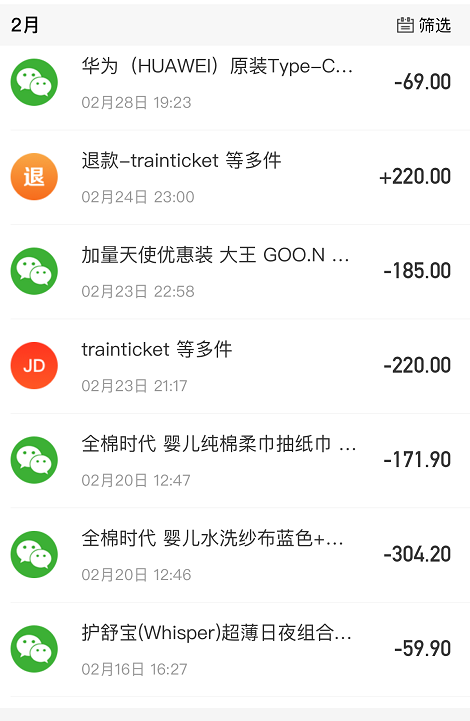 2月 筛选
华为（HUAWEI）原装Type-C... -69.00
02月28日 19:23
退 退款-trainticket 等多件 +220.00
02月24日 23:00
加量天使优惠装 大王 GOO.N ... -185.00
02月23日 22:58
JD trainticket 等多件 -220.00
02月23日 21:17
全棉时代 婴儿纯棉柔巾抽纸巾 ... -171.90
02月20日 12:47
全棉时代 婴儿水洗纱布蓝色+... -304.20
02月20日 12:46
护舒宝(Whisper)超薄日夜组合... -59.90
02月16日 16:27